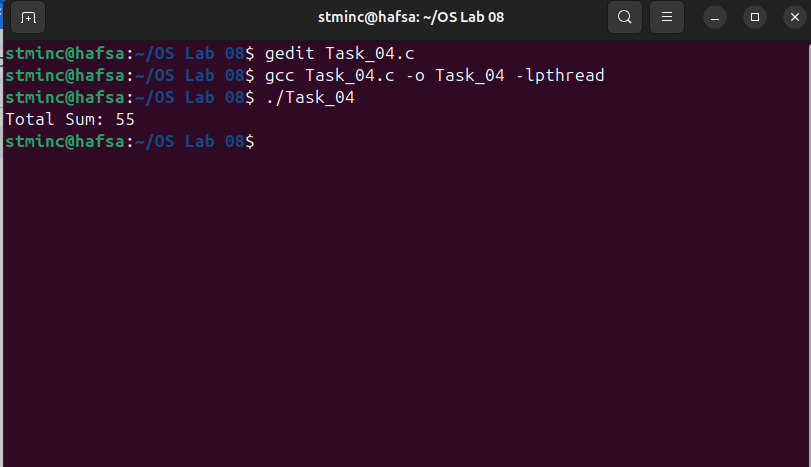 stminc@hafsa: ~/OS Lab 08
stminc@hafsa:~/OS Lab 08$ gedit Task_04.c
stminc@hafsa:~/OS Lab 08$ gcc Task_04.c -o Task_04 -lpthread
stminc@hafsa:~/OS Lab 08$ ./Task_04
Total Sum: 55
stminc@hafsa:~/OS Lab 08$